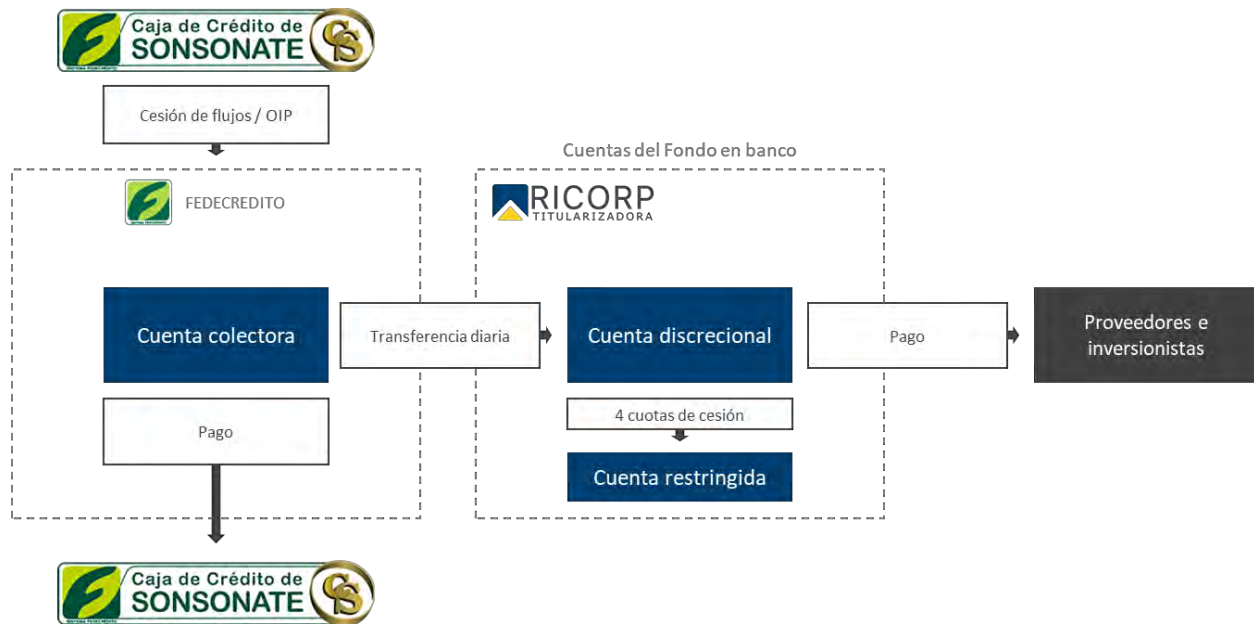 Caja de Crédito de
SONSONATE
Cesión de flujos / OIP
FEDECREDITO
Cuentas del Fondo en banco
RICORP
TITULARIZADORA
Cuenta colectora
Transferencia diaria
Cuenta discrecional
Pago
Proveedores e
inversionistas
Pago
4 cuotas de cesión
Cuenta restringida
Caja de Crédito de
SONSONATE